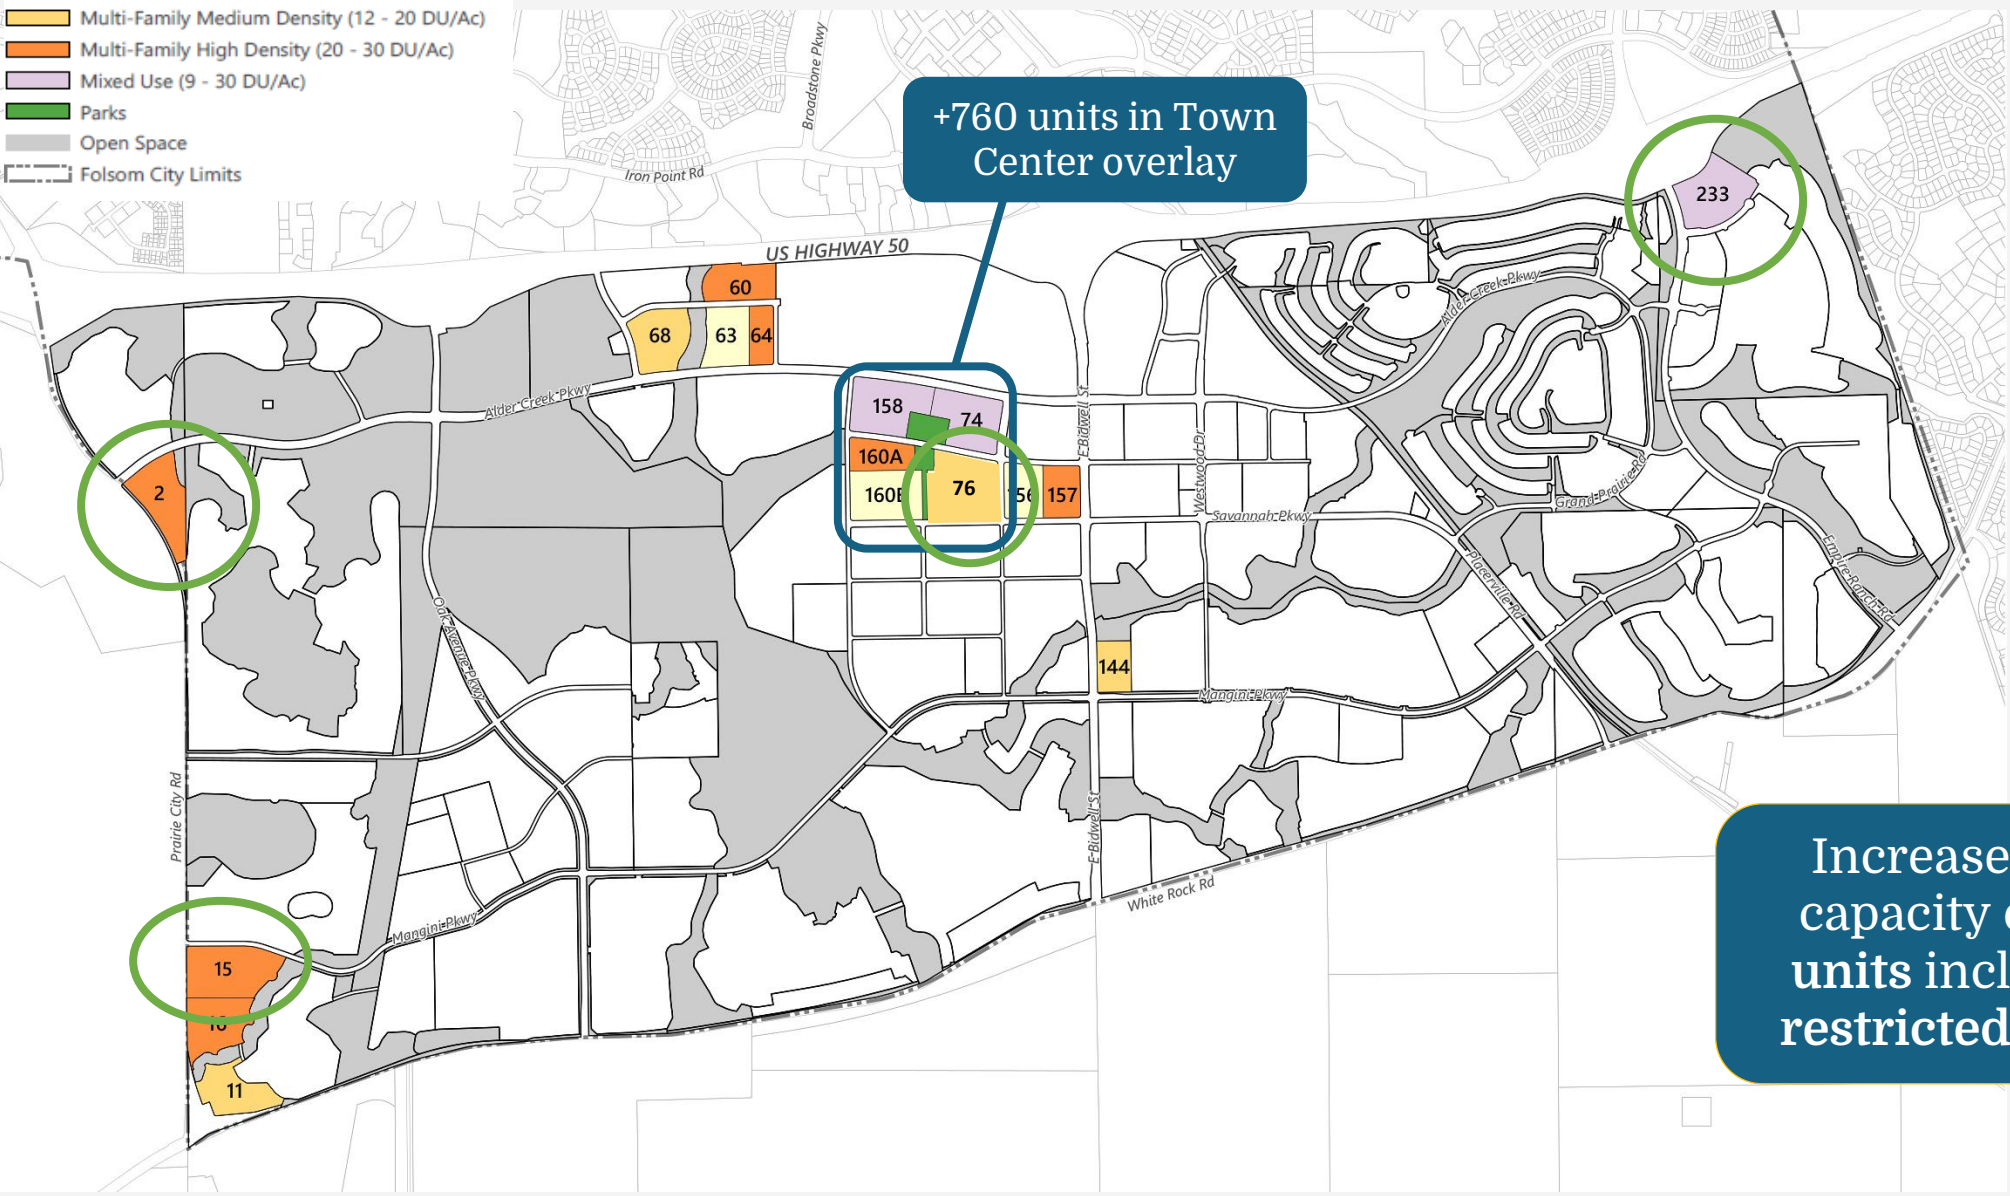 Multi-Family Medium Density (12 - 20 DU/Ac)
Multi-Family High Density (20 - 30 DU/Ac)
Mixed Use (9 - 30 DU/Ac)
Parks
Open Space
Folsom City Limits
Broadstone Pkwy
Iron Point Rd
+760 units in Town
Center overlay
US HIGHWAY 50
233
60
68
63
64
Alder Creek Pkwy
Alder Creek Pkwy
158
74
E Bidwell St
Westwood Dr
160A
76
157
2
Savannah Pkwy
Grand Prairie Rd
Empire Ranch Rd
Placerville Rd
Oak Avenue Pkwy
144
Mangini Pkwy
Prairie City Rd
E Bidwell St
White Rock Rd
Mangini Pkwy
15
16
11
Increase
capacity
units
restricted